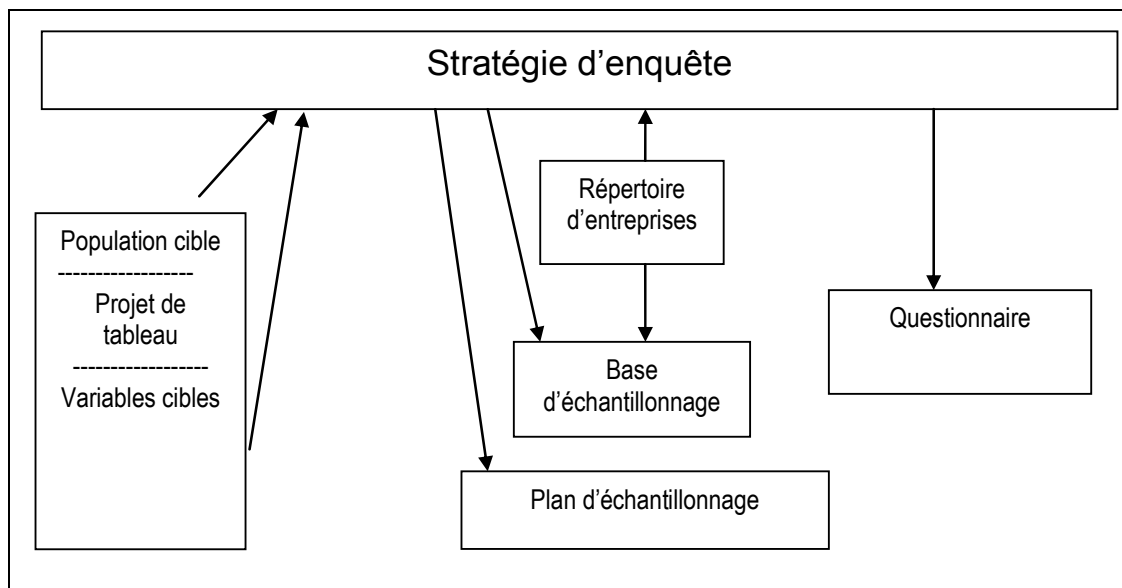 Stratégie d’enquête
Population cible
------------------
Projet de
tableau
------------------
Variables cibles
Répertoire
d’entreprises
Base
d’échantillonnage
Plan d’échantillonnage
Questionnaire